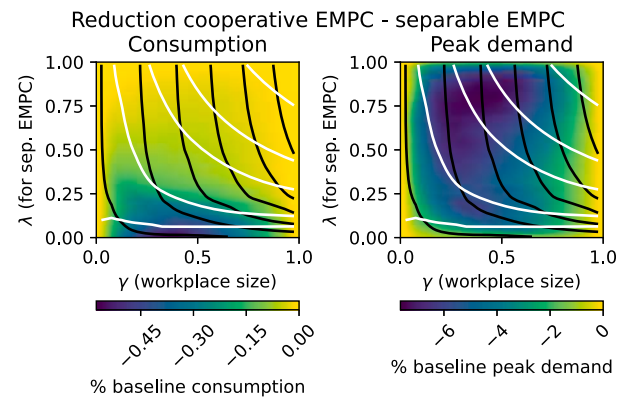 Reduction cooperative EMPC - separable EMPC
Consumption
Peak demand
λ (for sep. EMPC)
1.00
0.75
0.50
0.25
0.00
0.0
0.5
1.0
γ (workplace size)
λ (for sep. EMPC)
1.00
0.75
0.50
0.25
0.00
0.0
0.5
1.0
γ (workplace size)
−0.45
−0.30
−0.15
0.00
% baseline consumption
−6
−4
−2
0
% baseline peak demand